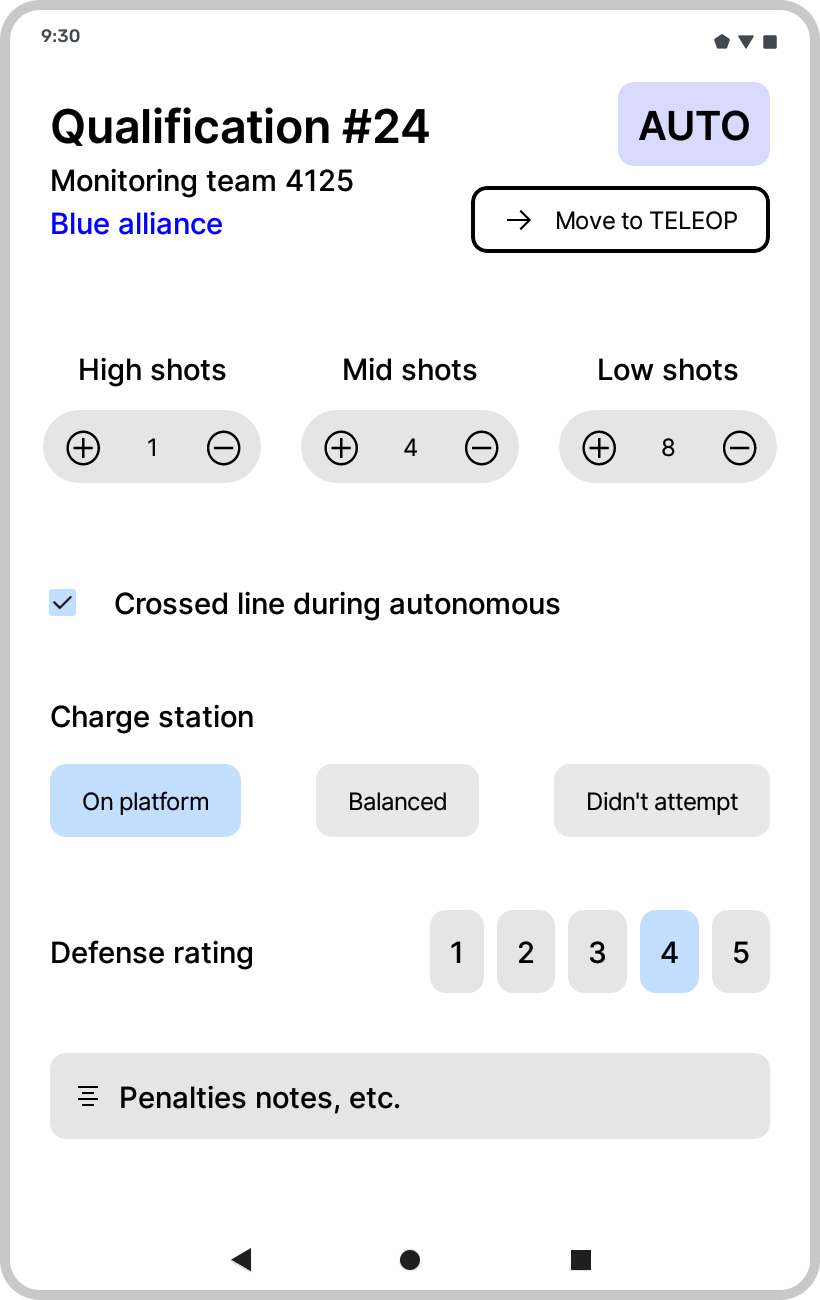 9:30
Qualification #24
AUTO
Monitoring team 4125
Blue alliance
Move to TELEOP
High shots
Mid shots
Low shots
1
4
8
Crossed line during autonomous
Charge station
On platform
Balanced
Didn't attempt
Defense rating
1
2
3
4
5
Penalties notes, etc.